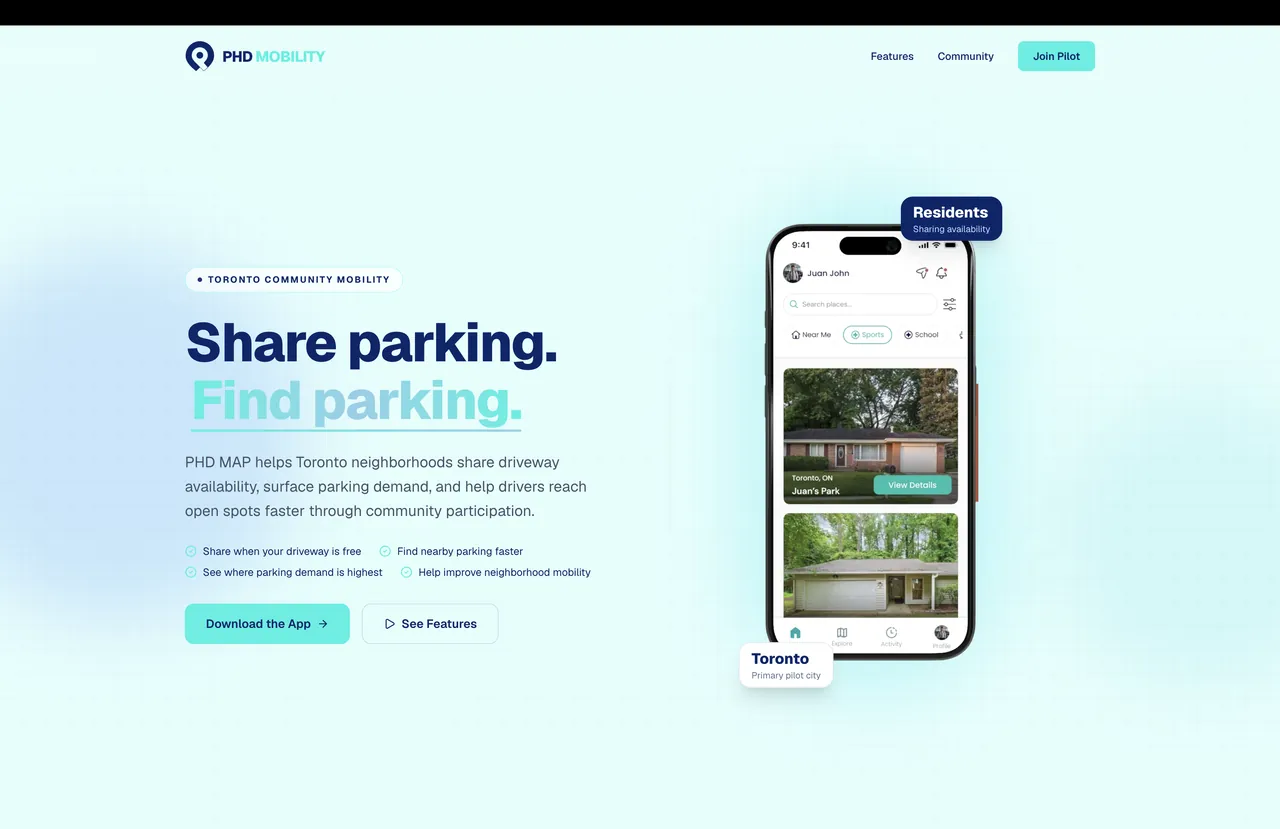 PHD MOBILITY
Features
Community
Join Pilot
TORONTO COMMUNITY MOBILITY
Share parking.
Find parking.
PHD MAP helps Toronto neighborhoods share driveway
availability, surface parking demand, and help drivers reach
open spots faster through community participation.
Share when your driveway is free
Find nearby parking faster
See where parking demand is highest
Help improve neighborhood mobility
Download the App
See Features
Residents
Sharing availability
9:41
Juan John
Search places...
Near Me
Sports
School
Toronto, ON
Juan's Park
View Details
Explore
Activity
Profile
Toronto
Primary pilot city